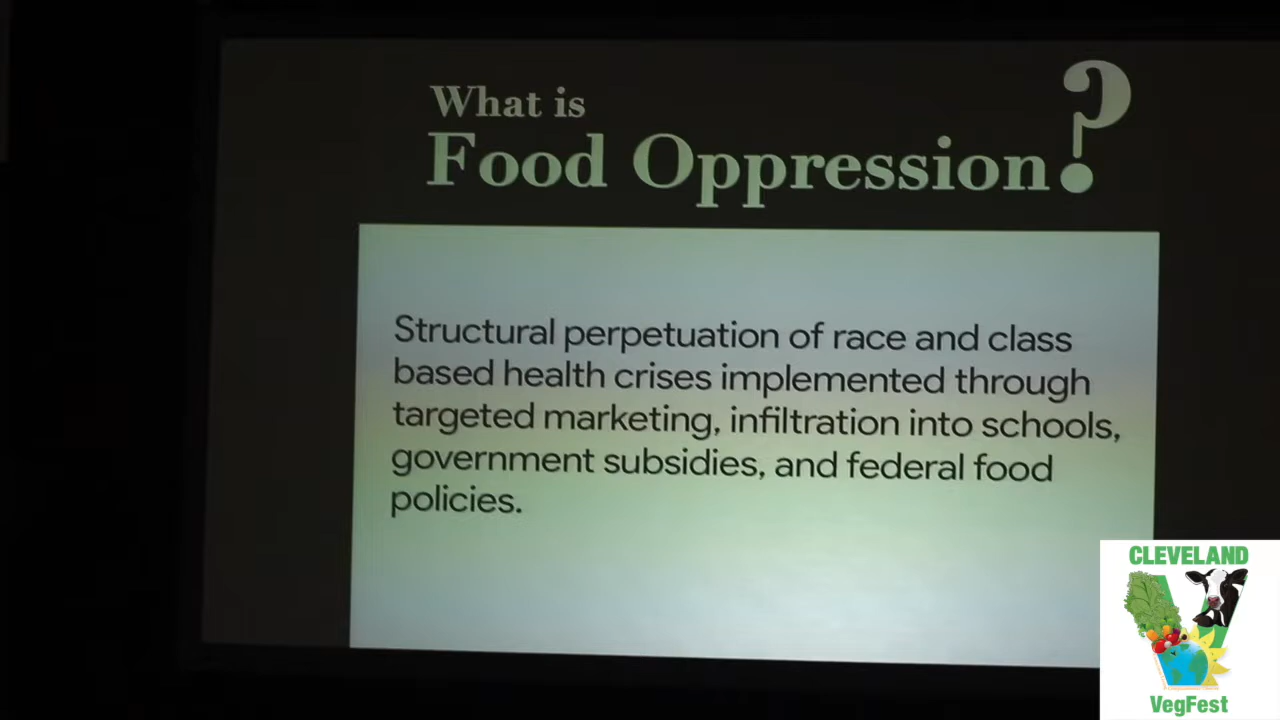 What is
Food Oppression?
Structural perpetuation of race and class
based health crises implemented through
targeted marketing, infiltration into schools,
government subsidies, and federal food
policies.
CLEVELAND
VegFest